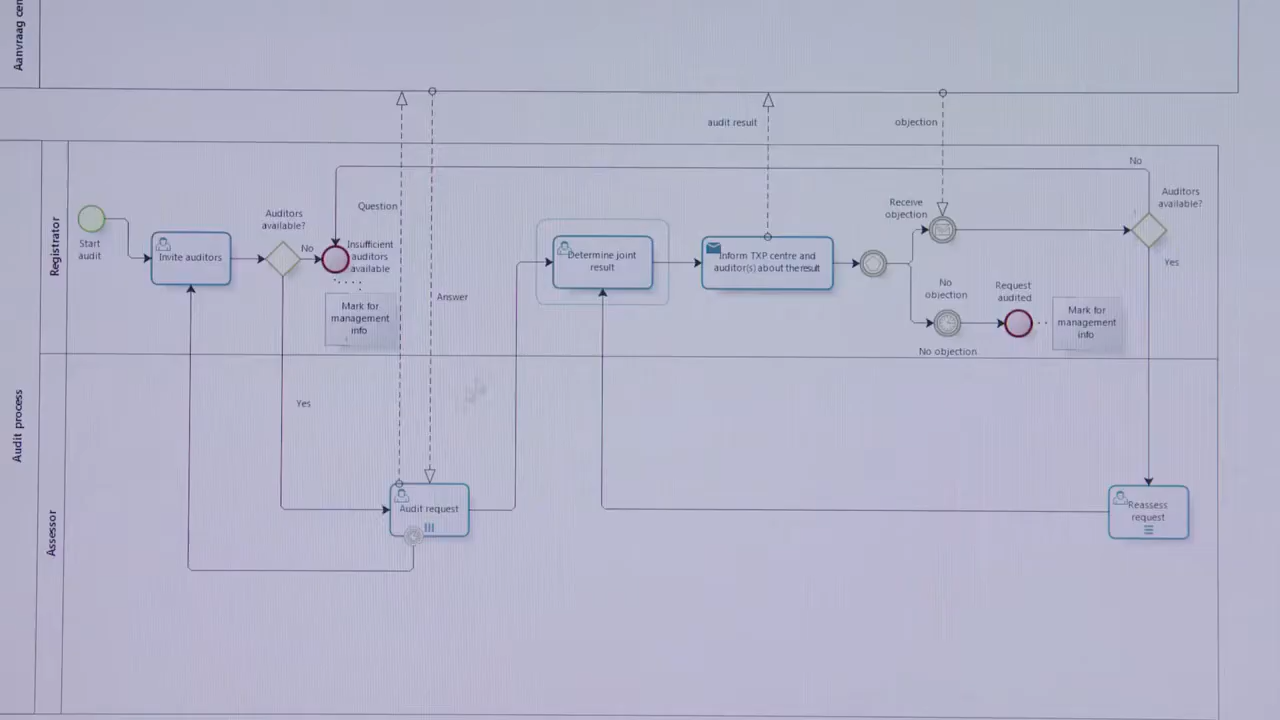 Aanvraag cen
audit result
objection
No
Registrator
Start
audit
Invite auditors
Auditors
available?
No
Question
Insufficient
auditors
available
Mark for
management
info
Answer
Determine joint
result
Inform TXP centre and
auditor(s) about the result
Receive
objection
No
objection
No objection
Request
audited
Mark for
management
info
Auditors
available?
Yes
Audit process
Assessor
Yes
Audit request
Reassess
request